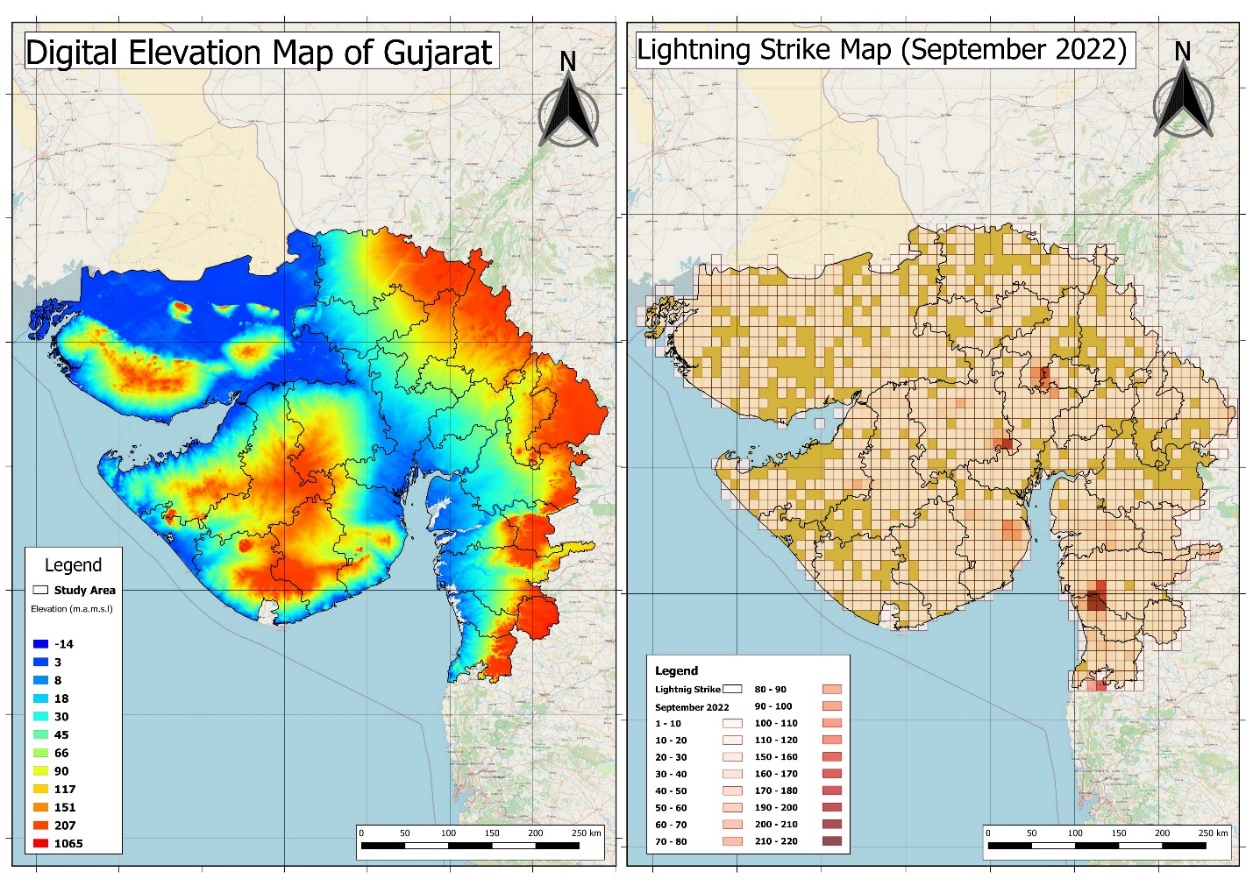 Digital Elevation Map of Gujarat
N
Legend
Study Area
Elevation (m.a.m.s.l)
-14
3
8
18
30
45
66
90
117
151
207
1065
0 50 100 150 200 250 km
Lightning Strike Map (September 2022)
N
Legend
Lightnig Strike 80 - 90
September 2022 90 - 100
1 - 10 100 - 110
10 - 20 110 - 120
20 - 30 150 - 160
30 - 40 160 - 170
40 - 50 170 - 180
50 - 60 190 - 200
60 - 70 200 - 210
70 - 80 210 - 220
0 50 100 150 200 250 km